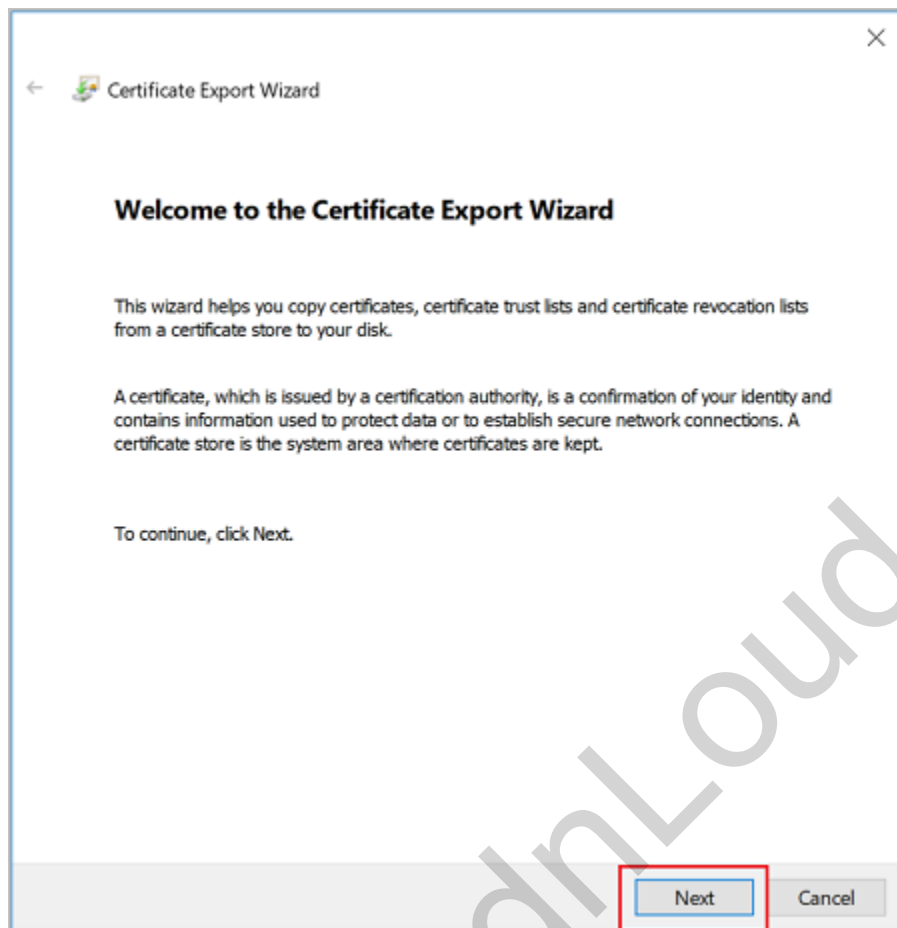 Certificate Export Wizard
Welcome to the Certificate Export Wizard
This wizard helps you copy certificates, certificate trust lists and certificate revocation lists
from a certificate store to your disk.
A certificate, which is issued by a certification authority, is a confirmation of your identity and
contains information used to protect data or to establish secure network connections. A
certificate store is the system area where certificates are kept.
To continue, click Next.
Next
Cancel